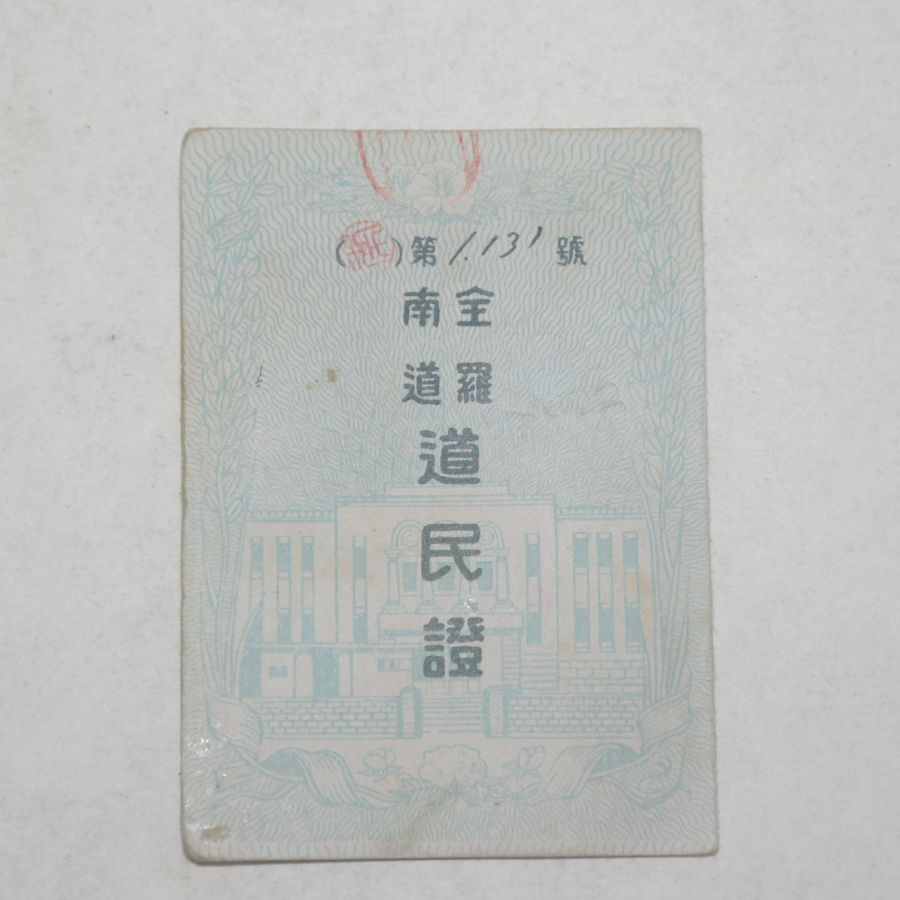 ( )第1.131號
全羅
南道
道民證